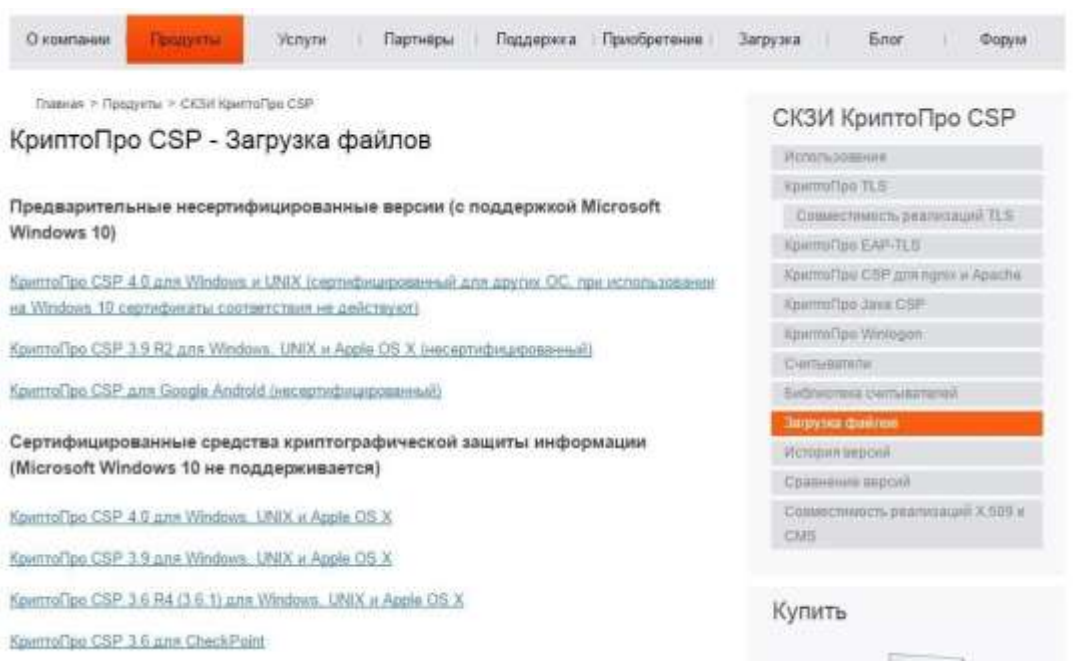 О компании Продукты Услуги Партнёры Поддержка Приобретение Загрузка Блог Форум
Главная > Продукты > СКЗИ КриптоПро CSP
КриптоПро CSP - Загрузка файлов
Предварительные несертифицированные версии (с поддержкой Microsoft
Windows 10)
КриптоПро CSP 4.0 для Windows и UNIX (сертифицированный для других ОС, при использовании
на Windows 10 сертификаты соответствия не действуют)
КриптоПро CSP 3.9 R2 для Windows, UNIX и Apple OS X (несертифицированный)
КриптоПро CSP для Google Android (несертифицированный)
Сертифицированные средства криптографической защиты информации
(Microsoft Windows 10 не поддерживается)
КриптоПро CSP 4.0 для Windows, UNIX и Apple OS X
КриптоПро CSP 3.9 для Windows, UNIX и Apple OS X
КриптоПро CSP 3.6 R4 (3.6.1) для Windows, UNIX и Apple OS X
КриптоПро CSP 3.6 для CheckPoint
СКЗИ КриптоПро CSP
Использование
КриптоПро TLS
Совместимость реализаций TLS
КриптоПро EAP-TLS
КриптоПро CSP для nginx и Apache
КриптоПро Java CSP
КриптоПро Winlogon
Считыватели
Библиотека считывателей
Загрузка файлов
История версий
Сравнение версий
Совместимость реализаций X.509 и
CMS
Купить